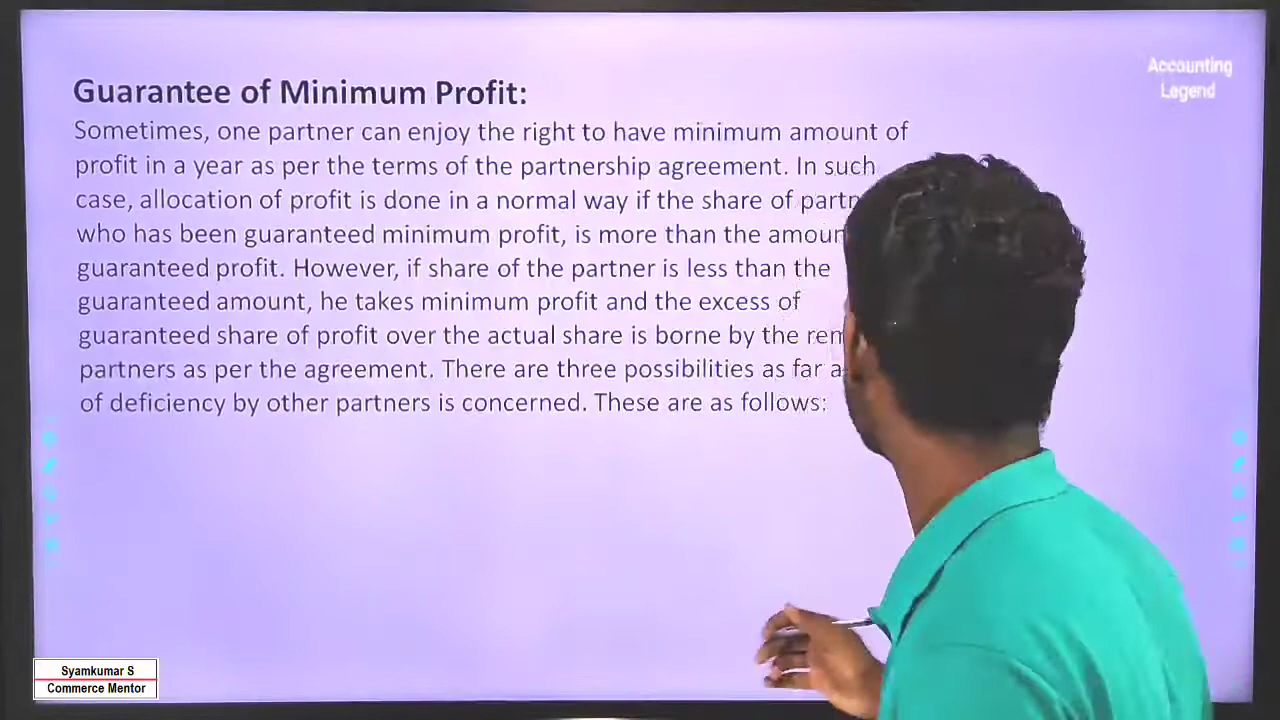 Guarantee of Minimum Profit:
Sometimes, one partner can enjoy the right to have minimum amount of
profit in a year as per the terms of the partnership agreement. In such
case, allocation of profit is done in a normal way if the share of
who has been guaranteed minimum profit, is more than the
guaranteed profit. However, if share of the partner is less than the
guaranteed amount, he takes minimum profit and the excess of
guaranteed share of profit over the actual share is borne by the
partners as per the agreement. There are three possibilities as far
of deficiency by other partners is concerned. These are as follows:
Accounting
Legend
Syamkumar S
Commerce Mentor